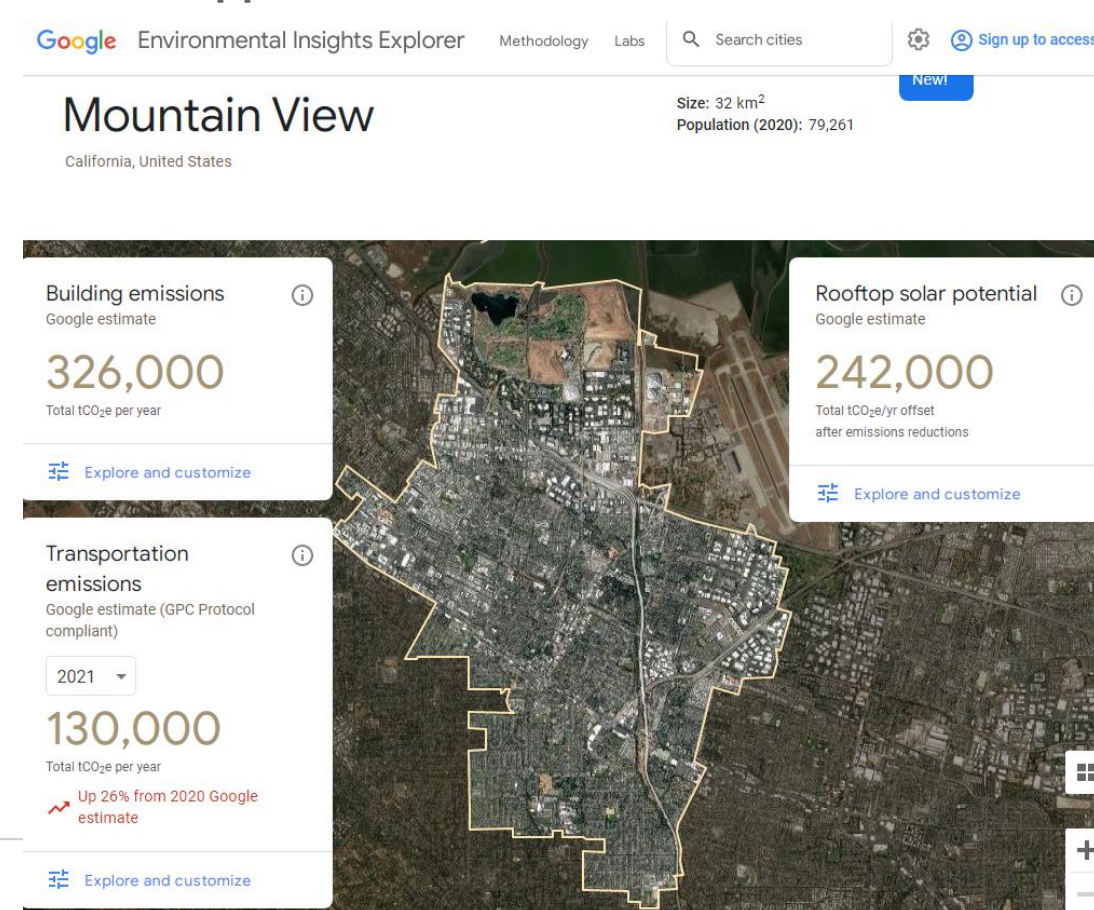 Google Environmental Insights Explorer Methodology Labs Search cities Sign up to access
New!
Mountain View
California, United States
Size: 32 km²
Population (2020): 79,261
Building emissions
Google estimate
326,000
Total tCO₂e per year
Explore and customize
Transportation
emissions
Google estimate (GPC Protocol
compliant)
2021
130,000
Total tCO₂e per year
Up 26% from 2020 Google
estimate
Explore and customize
Rooftop solar potential
Google estimate
242,000
Total tCO₂e/yr offset
after emissions reductions
Explore and customize